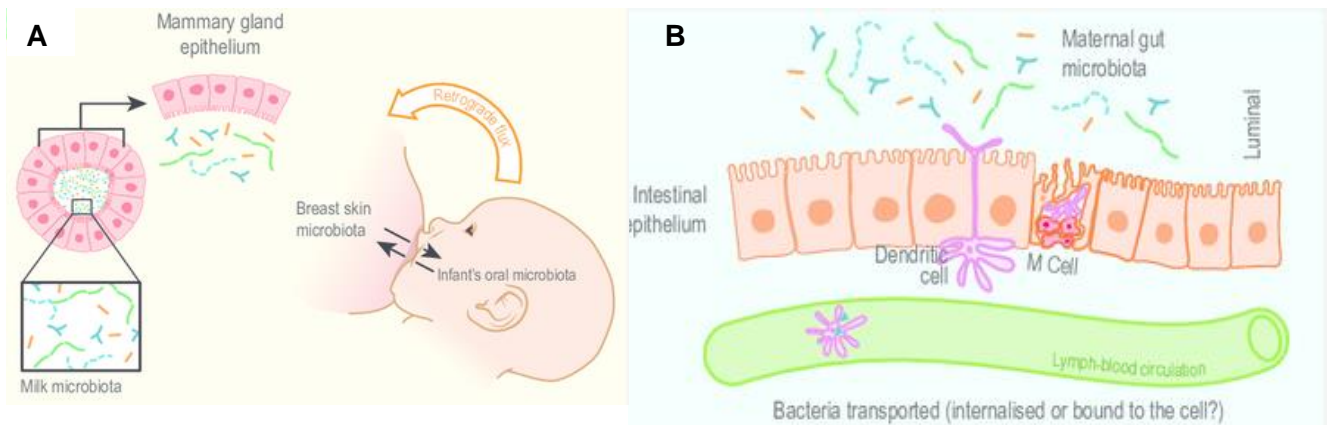 A
Mammary gland
epithelium
Retrograde flux
Breast skin
microbiota
Infant's oral microbiota
Milk microbiota
B
Maternal gut
microbiota
Luminal
Intestinal
epithelium
Dendritic
cell
M Cell
Lymph-blood circulation
Bacteria transported (internalised or bound to the cell?)